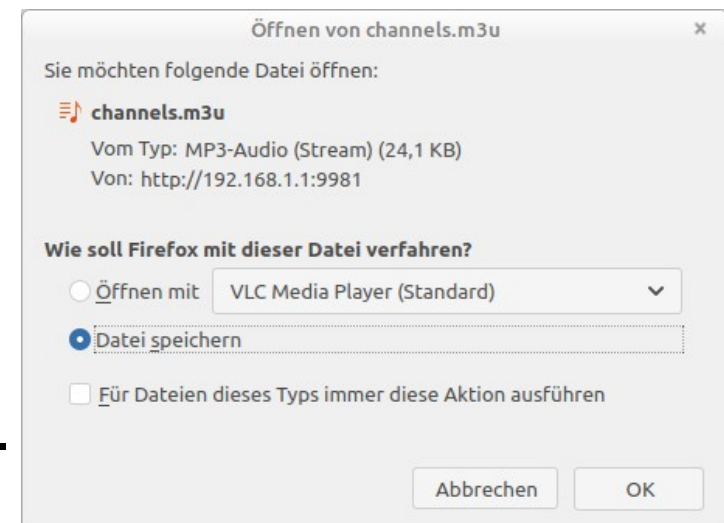 Öffnen von channels.m3u
Sie möchten folgende Datei öffnen:
channels.m3u
Vom Typ: MP3-Audio (Stream) (24,1 KB)
Von: http://192.168.1.1:9981
Wie soll Firefox mit dieser Datei verfahren?
Öffnen mit VLC Media Player (Standard)
Datei speichern
Für Dateien dieses Typs immer diese Aktion ausführen
Abbrechen OK